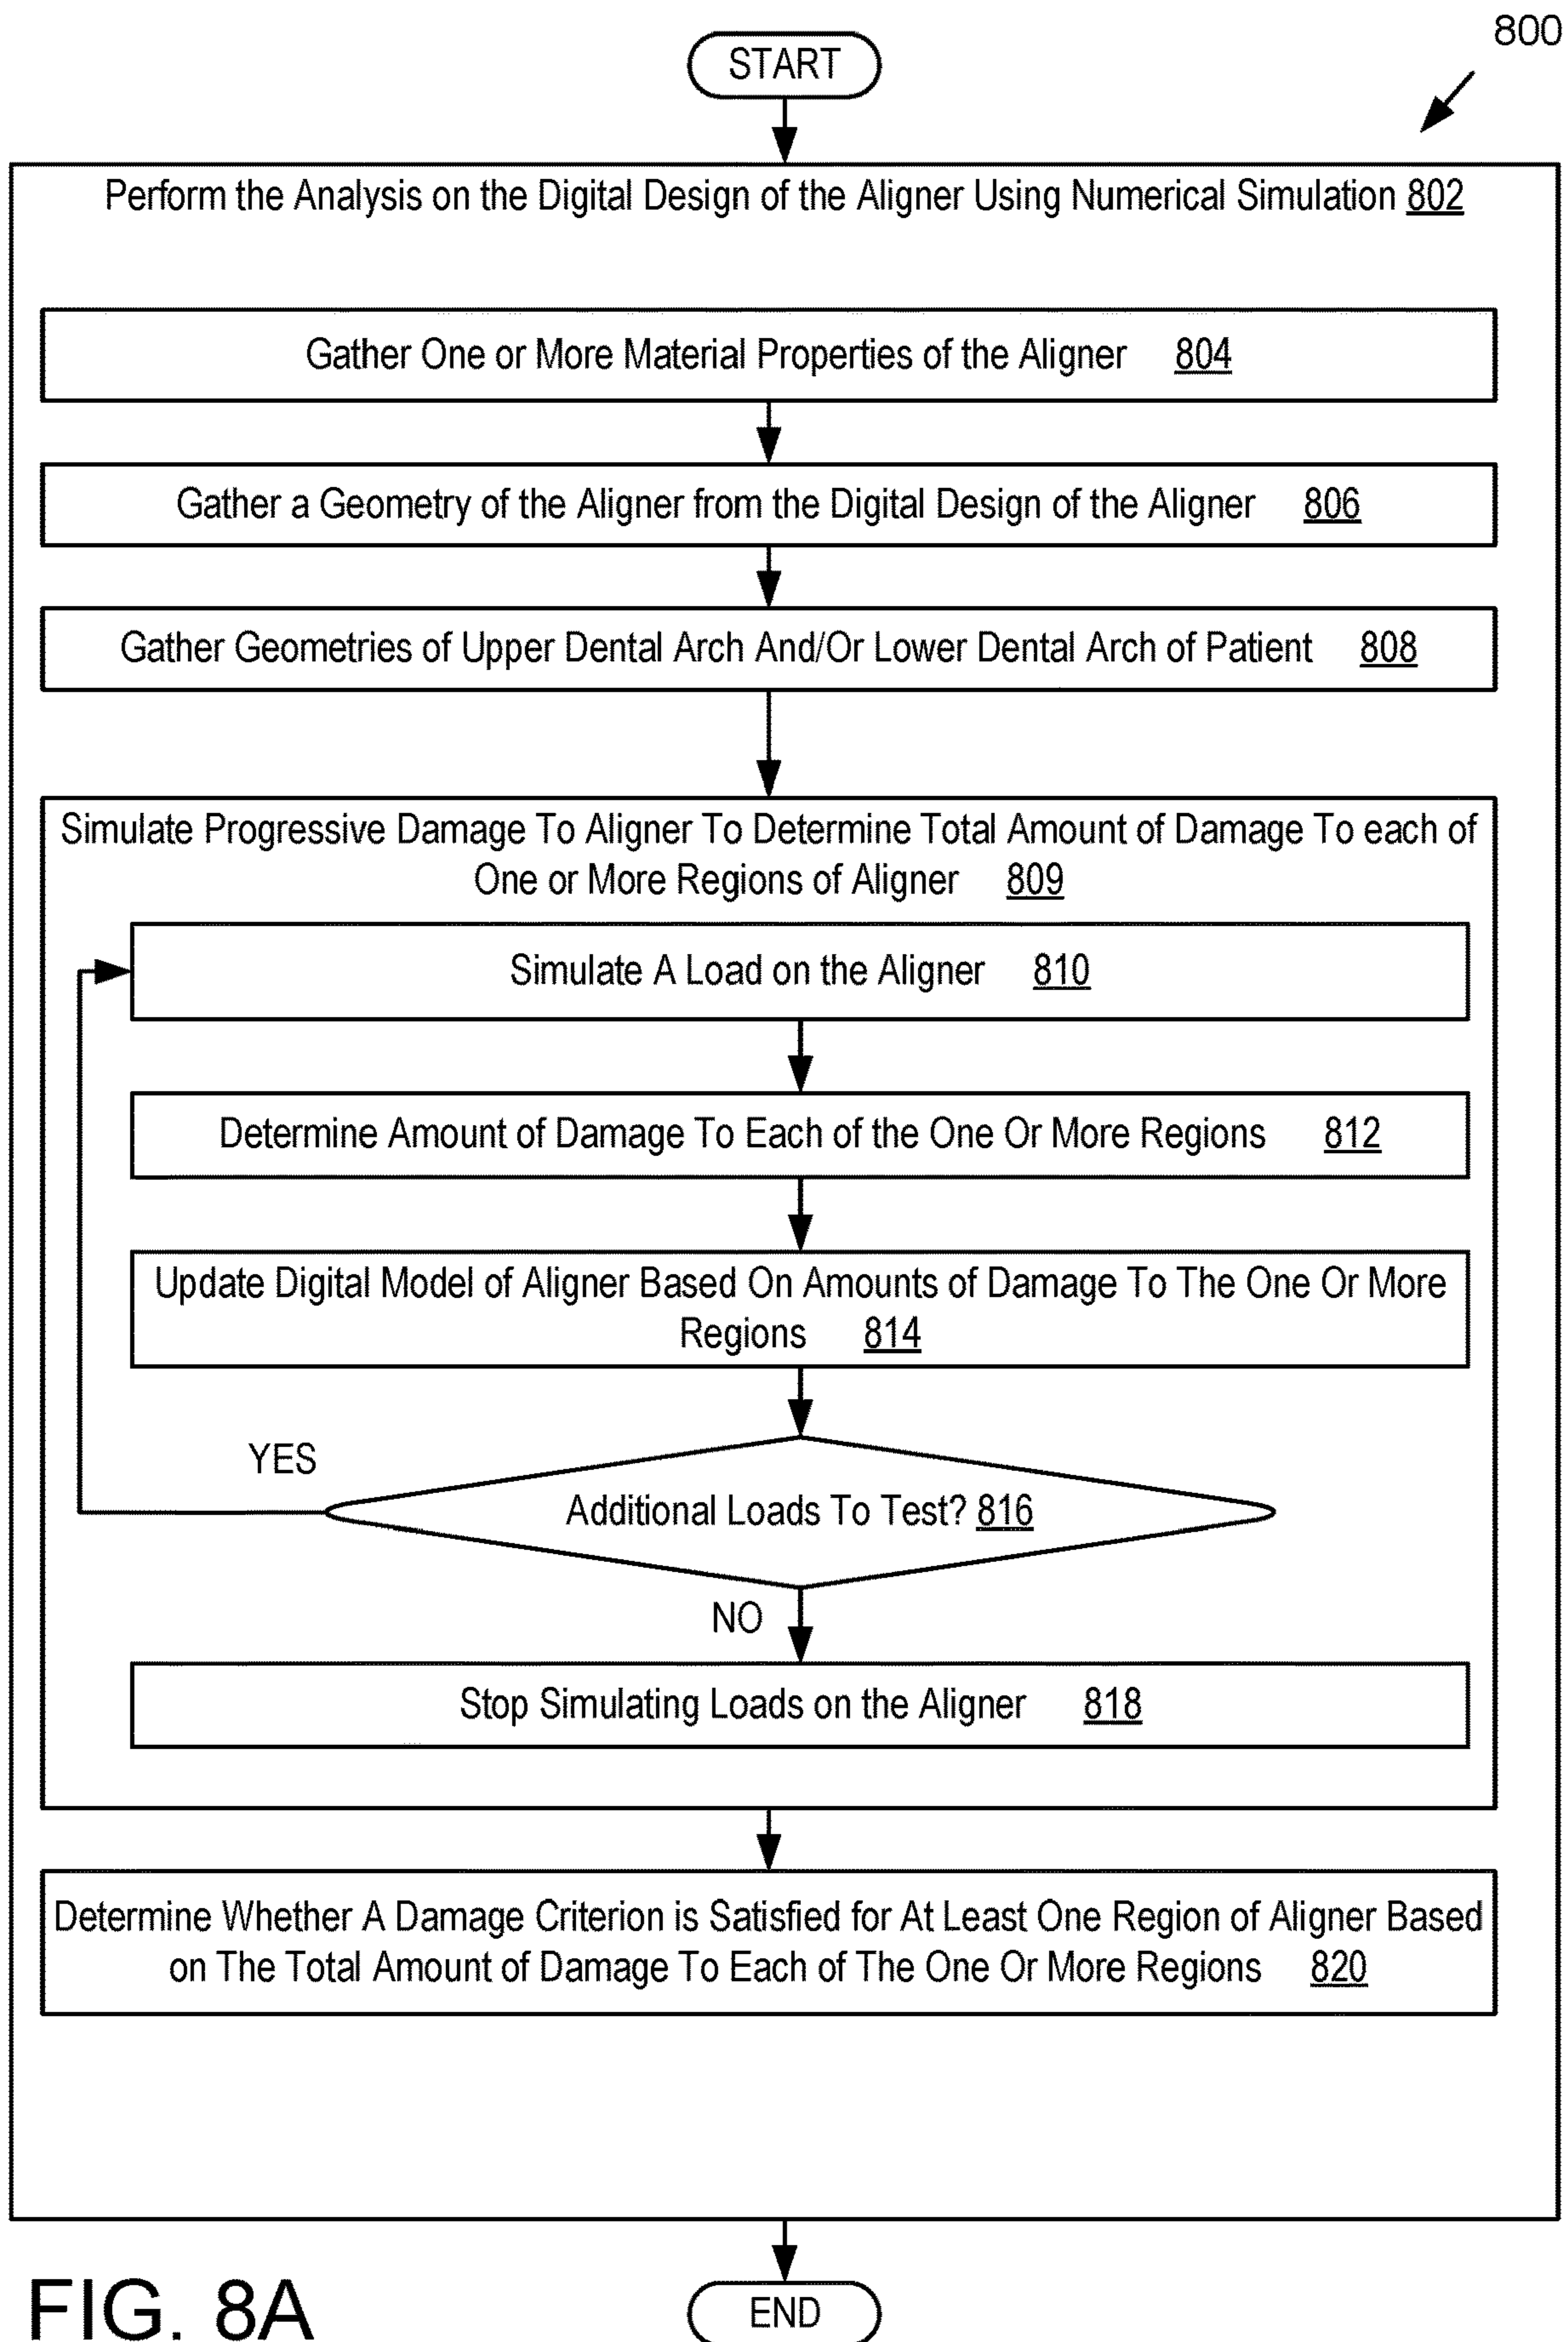 800
START
Perform the Analysis on the Digital Design of the Aligner Using Numerical Simulation 802
Gather One or More Material Properties of the Aligner 804
Gather a Geometry of the Aligner from the Digital Design of the Aligner 806
Gather Geometries of Upper Dental Arch And/Or Lower Dental Arch of Patient 808
Simulate Progressive Damage To Aligner To Determine Total Amount of Damage To each of
One or More Regions of Aligner 809
Simulate A Load on the Aligner 810
Determine Amount of Damage To Each of the One Or More Regions 812
Update Digital Model of Aligner Based On Amounts of Damage To The One Or More
Regions 814
YES
Additional Loads To Test? 816
NO
Stop Simulating Loads on the Aligner 818
Determine Whether A Damage Criterion is Satisfied for At Least One Region of Aligner Based
on The Total Amount of Damage To Each of The One Or More Regions 820
END
FIG. 8A